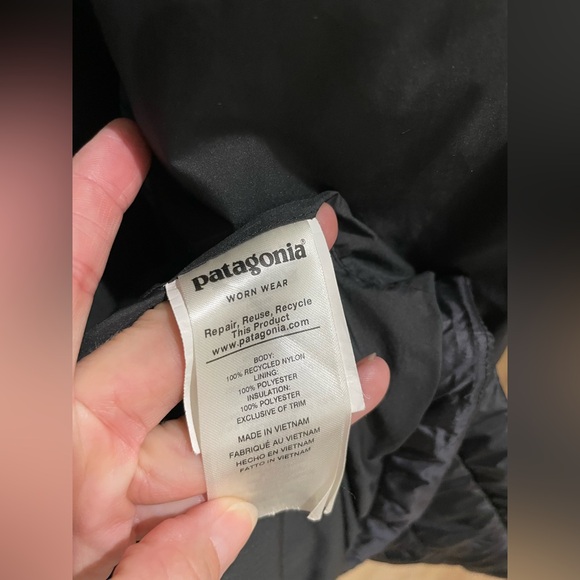 patagonia®
WORN WEAR
Repair, Reuse, Recycle
This Product
www.patagonia.com
BODY:
100% RECYCLED NYLON
LINING:
100% POLYESTER
INSULATION:
100% POLYESTER
EXCLUSIVE OF TRIM
MADE IN VIETNAM
FABRIQUÉ AU VIETNAM
HECHO EN VIETNAM
FATTO IN VIETNAM